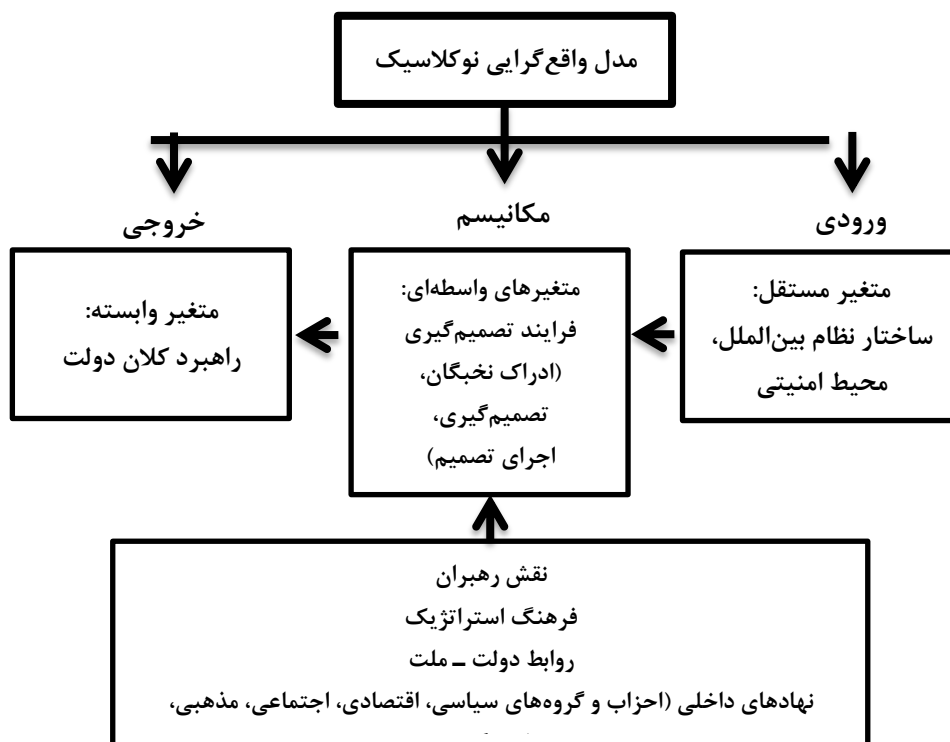 مدل واقع‌گرایی نوکلاسیک
ورودی
مکانیسم
خروجی
متغیر مستقل:
ساختار نظام بین‌الملل،
محیط امنیتی
متغیرهای واسطه‌ای:
فرایند تصمیم‌گیری
(ادراک نخبگان،
تصمیم‌گیری،
اجرای تصمیم)
متغیر وابسته:
راهبرد کلان دولت
نقش رهبران
فرهنگ استراتژیک
روابط دولت ــ ملت
نهادهای داخلی (احزاب و گروه‌های سیاسی، اقتصادی، اجتماعی، مذهبی،